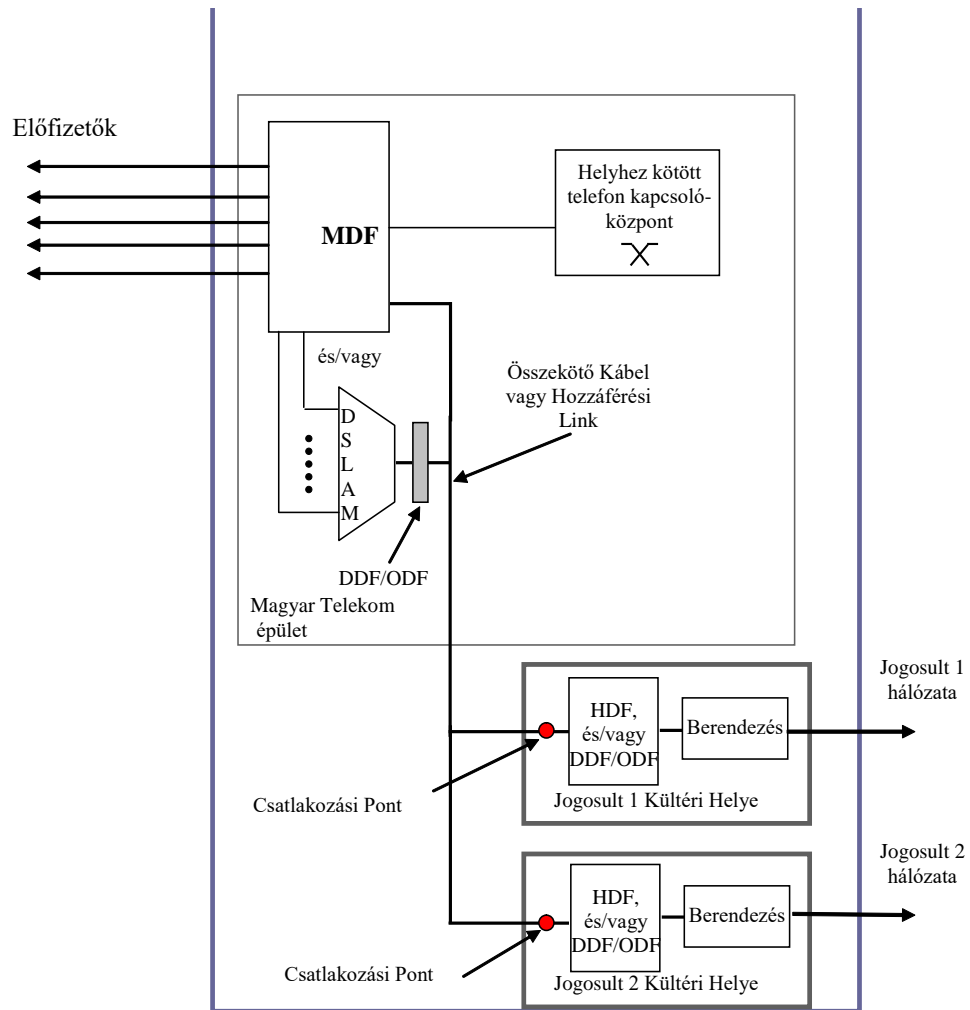 Előfizetők
Helyhez kötött
telefon kapcsoló-
központ
MDF
és/vagy
Összekötő Kábel
vagy Hozzáférési
Link
D
S
L
A
M
DDF/ODF
Magyar Telekom
épület
Jogosult 1
hálózata
HDF,
és/vagy
DDF/ODF
Berendezés
Csatlakozási Pont
Jogosult 1 Kültéri Helye
Jogosult 2
hálózata
HDF,
és/vagy
DDF/ODF
Berendezés
Csatlakozási Pont
Jogosult 2 Kültéri Helye